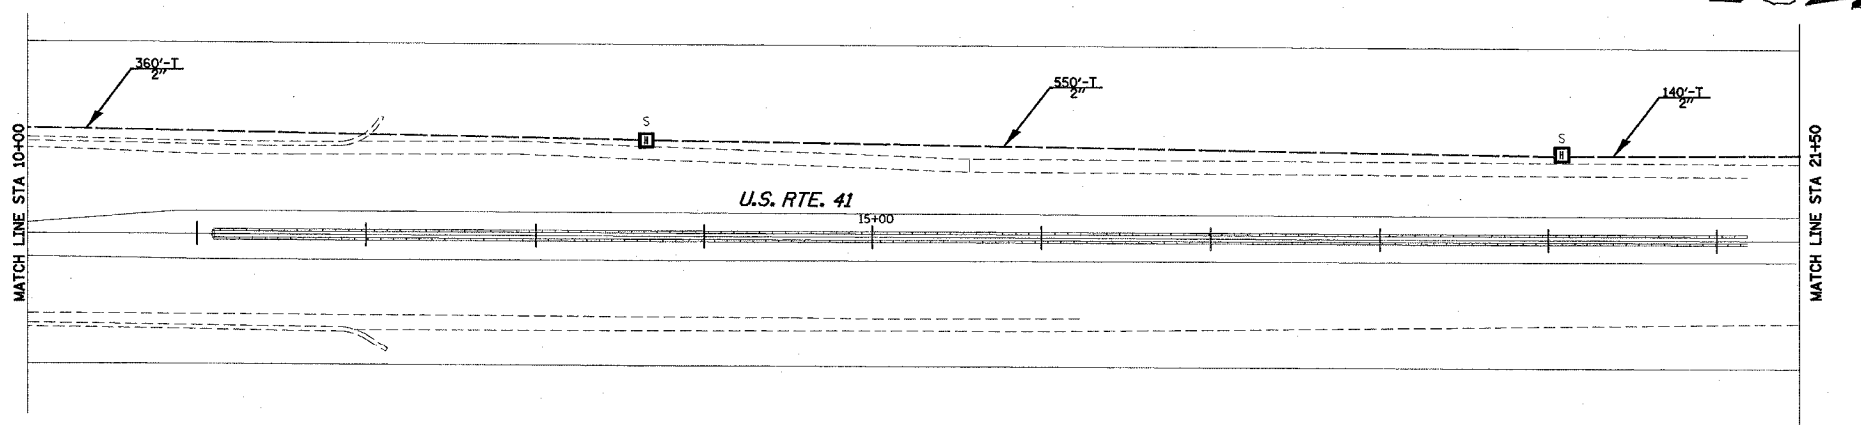 360'-T
2"
550'-T
2"
140'-T
2"
S
H
S
H
U.S. RTE. 41
15+00
MATCH LINE STA 10+00
MATCH LINE STA 21+50